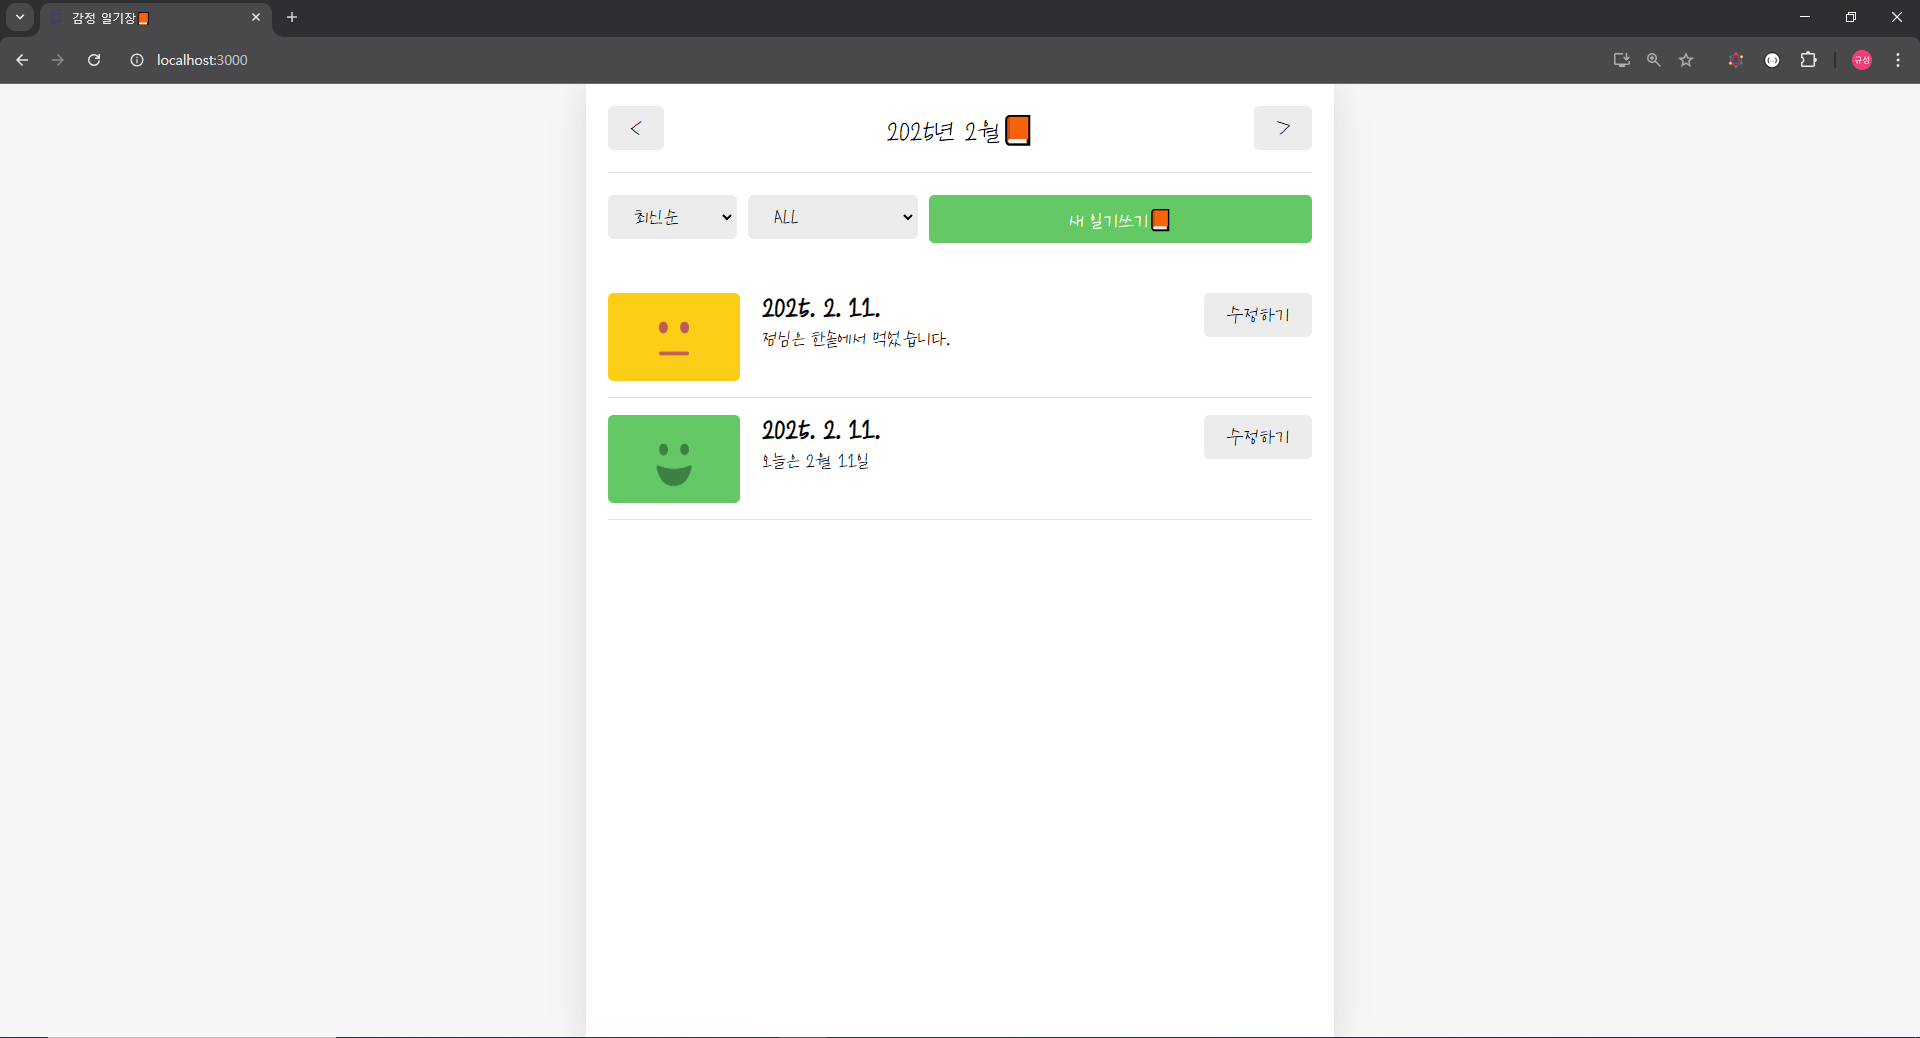 감정 일기장📙
localhost:3000
규성
< 2025년 2월📙 >
최신순 ALL 새 일기쓰기📙
2025. 2. 11.
점심은 한솥에서 먹었습니다.
수정하기
2025. 2. 11.
오늘은 2월 11일
수정하기